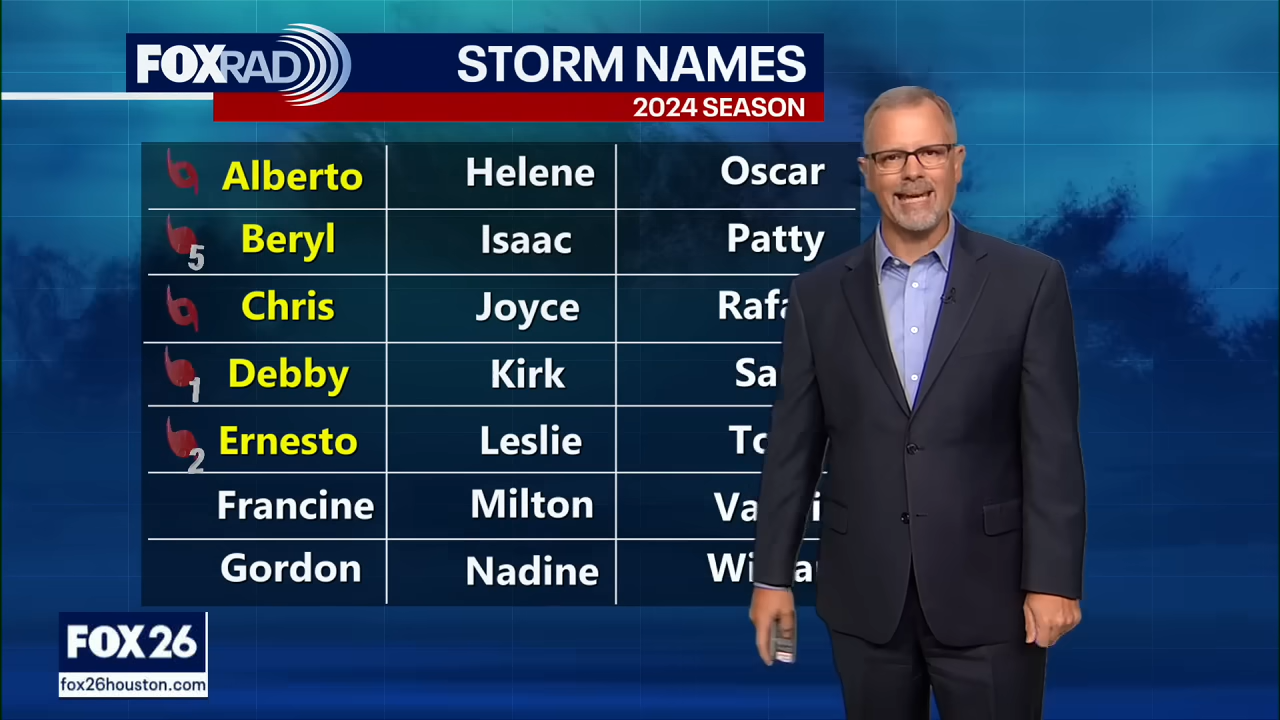 FOXRAD
STORM NAMES
2024 SEASON
Alberto Helene Oscar
5 Beryl Isaac Patty
Chris Joyce
1 Debby Kirk
2 Ernesto Leslie
Francine Milton
Gordon Nadine
FOX 26
fox26houston.com